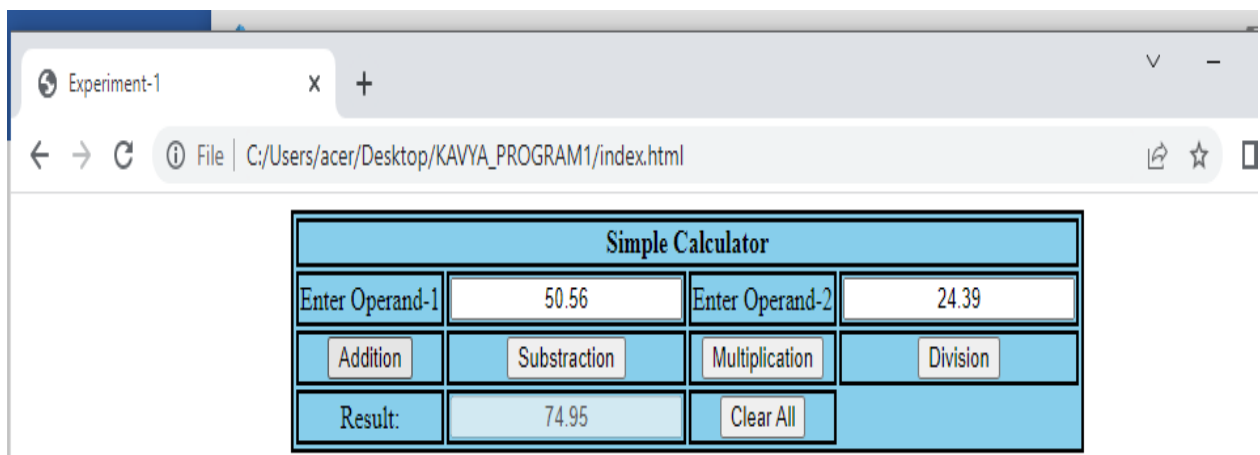 Experiment-1
File C:/Users/acer/Desktop/KAVYA_PROGRAM1/index.html
Simple Calculator
Enter Operand-1 50.56 Enter Operand-2 24.39
Addition Substraction Multiplication Division
Result: 74.95 Clear All